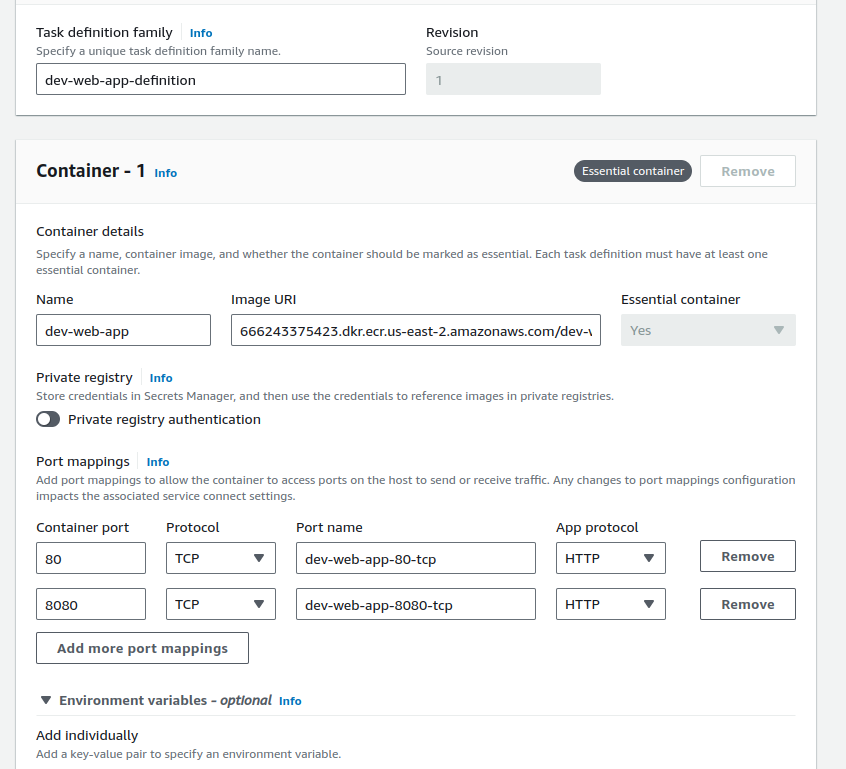 Task definition family Info Revision
Specify a unique task definition family name. Source revision
dev-web-app-definition 1
Container - 1 Info Essential container Remove
Container details
Specify a name, container image, and whether the container should be marked as essential. Each task definition must have at least one
essential container.
Name Image URI Essential container
dev-web-app 666243375423.dkr.ecr.us-east-2.amazonaws.com/dev- Yes
Private registry Info
Store credentials in Secrets Manager, and then use the credentials to reference images in private registries.
Private registry authentication
Port mappings Info
Add port mappings to allow the container to access ports on the host to send or receive traffic. Any changes to port mappings configuration
impacts the associated service connect settings.
Container port Protocol Port name App protocol
80 TCP dev-web-app-80-tcp HTTP Remove
8080 TCP dev-web-app-8080-tcp HTTP Remove
Add more port mappings
Environment variables - optional Info
Add individually
Add a key-value pair to specify an environment variable.